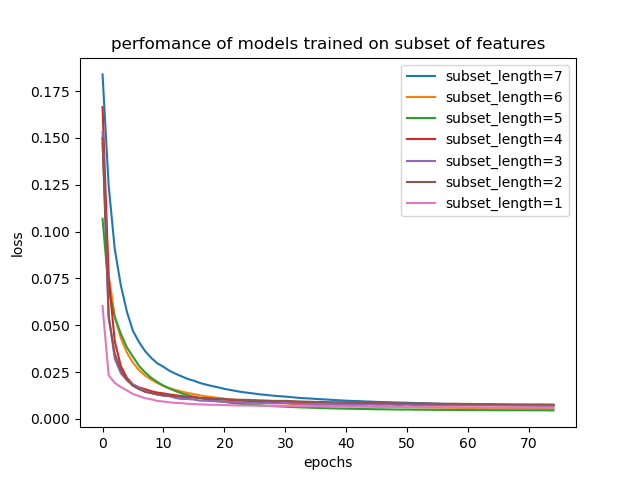 perfomance of models trained on subset of features
loss
0.175
0.150
0.125
0.100
0.075
0.050
0.025
0.000
subset_length=7
subset_length=6
subset_length=5
subset_length=4
subset_length=3
subset_length=2
subset_length=1
0 10 20 30 40 50 60 70
epochs